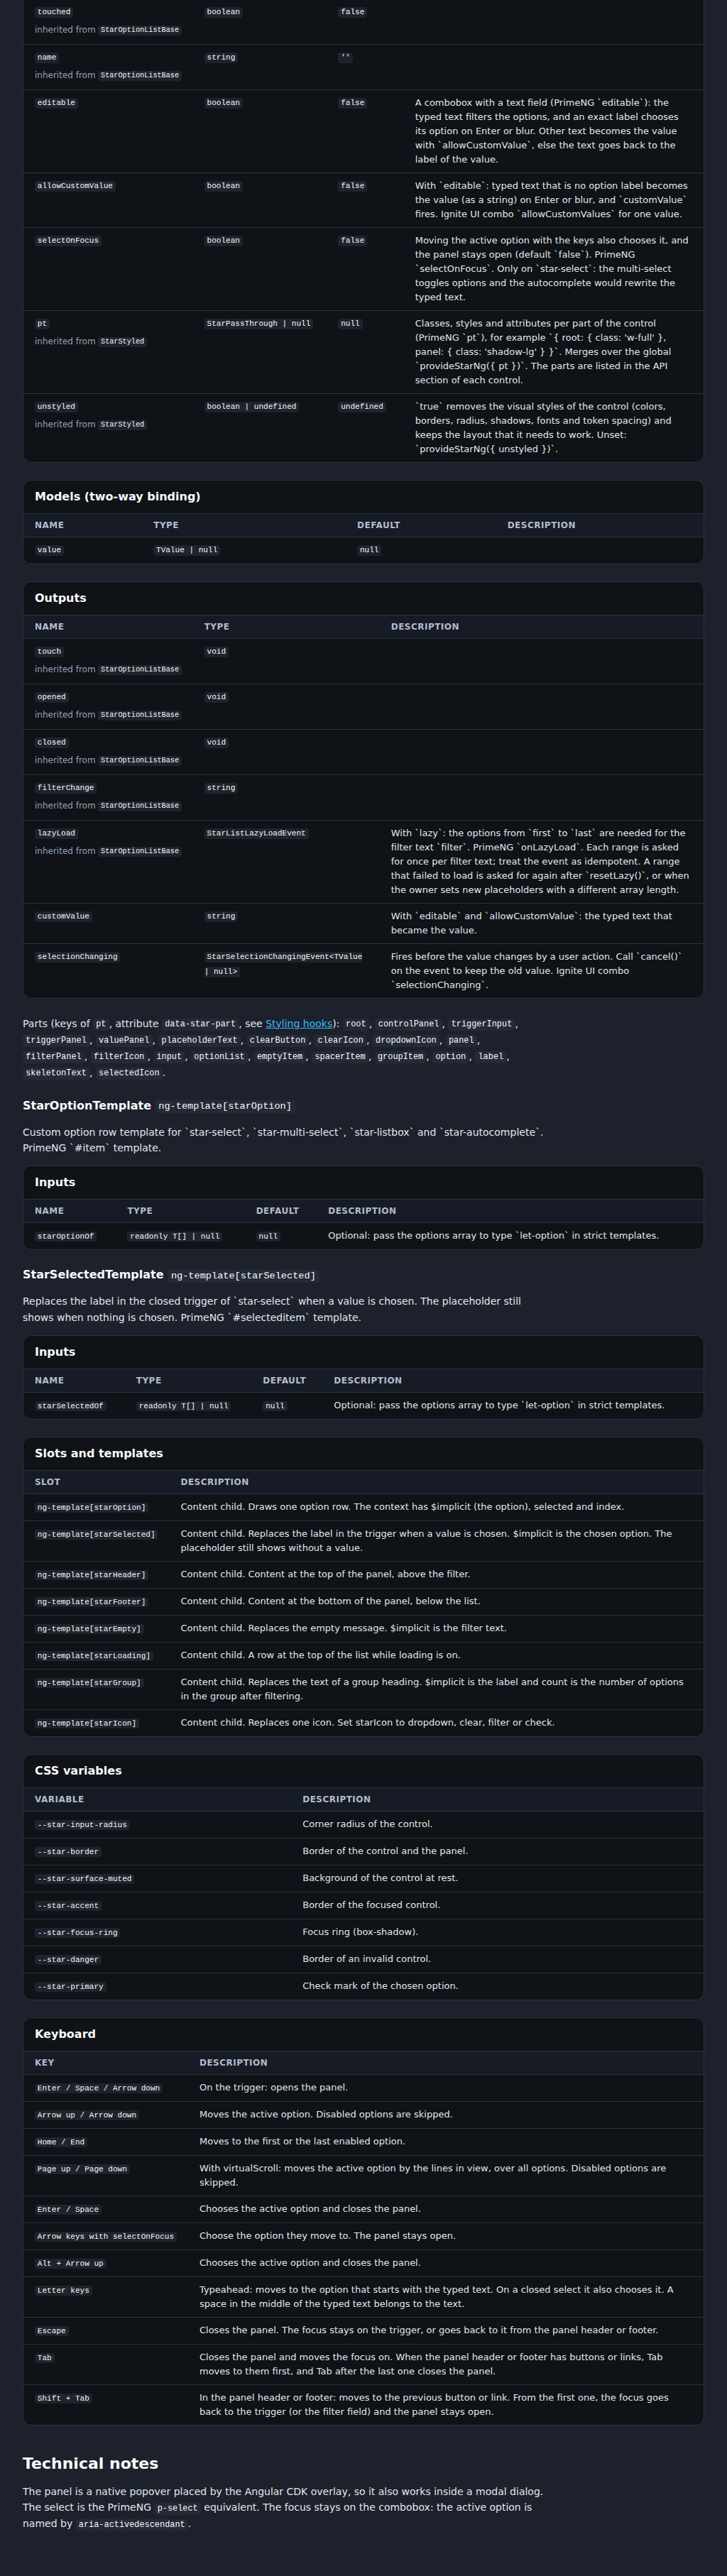 touched boolean false
inherited from StarOptionListBase
name string ''
inherited from StarOptionListBase
editable boolean false A combobox with a text field (PrimeNG `editable`): the
typed text filters the options, and an exact label chooses
its option on Enter or blur. Other text becomes the value
with `allowCustomValue`, else the text goes back to the
label of the value.
allowCustomValue boolean false With `editable`: typed text that is no option label becomes
the value (as a string) on Enter or blur, and `customValue`
fires. Ignite UI combo `allowCustomValues` for one value.
selectOnFocus boolean false Moving the active option with the keys also chooses it, and
the panel stays open (default `false`). PrimeNG
`selectOnFocus`. Only on `star-select`: the multi-select
toggles options and the autocomplete would rewrite the
typed text.
pt StarPassThrough | null null Classes, styles and attributes per part of the control
inherited from StarStyled (PrimeNG `pt`), for example `{ root: { class: 'w-full' },
panel: { class: 'shadow-lg' } }`. Merges over the global
`provideStarNg({ pt })`. The parts are listed in the API
section of each control.
unstyled boolean | undefined undefined `true` removes the visual styles of the control (colors,
inherited from StarStyled borders, radius, shadows, fonts and token spacing) and
keeps the layout that it needs to work. Unset:
`provideStarNg({ unstyled })`.
Models (two-way binding)
NAME TYPE DEFAULT DESCRIPTION
value TValue | null null
Outputs
NAME TYPE DESCRIPTION
touch void
inherited from StarOptionListBase
opened void
inherited from StarOptionListBase
closed void
inherited from StarOptionListBase
filterChange string
inherited from StarOptionListBase
lazyLoad StarListLazyLoadEvent With `lazy`: the options from `first` to `last` are needed for the
inherited from StarOptionListBase filter text `filter`. PrimeNG `onLazyLoad`. Each range is asked
for once per filter text; treat the event as idempotent. A range
that failed to load is asked for again after `resetLazy()`, or when
the owner sets new placeholders with a different array length.
customValue string With `editable` and `allowCustomValue`: the typed text that
became the value.
selectionChanging StarSelectionChangingEvent<TValue Fires before the value changes by a user action. Call `cancel()`
| null> on the event to keep the old value. Ignite UI combo
`selectionChanging`.
Parts (keys of pt, attribute data-star-part, see Styling hooks): root, controlPanel, triggerInput,
triggerPanel, valuePanel, placeholderText, clearButton, clearIcon, dropdownIcon, panel,
filterPanel, filterIcon, input, optionList, emptyItem, spacerItem, groupItem, option, label,
skeletonText, selectedIcon.
StarOptionTemplate ng-template[starOption]
Custom option row template for `star-select`, `star-multi-select`, `star-listbox` and `star-autocomplete`.
PrimeNG `#item` template.
Inputs
NAME TYPE DEFAULT DESCRIPTION
starOptionOf readonly T[] | null null Optional: pass the options array to type `let-option` in strict templates.
StarSelectedTemplate ng-template[starSelected]
Replaces the label in the closed trigger of `star-select` when a value is chosen. The placeholder still
shows when nothing is chosen. PrimeNG `#selecteditem` template.
Inputs
NAME TYPE DEFAULT DESCRIPTION
starSelectedOf readonly T[] | null null Optional: pass the options array to type `let-option` in strict templates.
Slots and templates
SLOT DESCRIPTION
ng-template[starOption] Content child. Draws one option row. The context has $implicit (the option), selected and index.
ng-template[starSelected] Content child. Replaces the label in the trigger when a value is chosen. $implicit is the chosen option. The
placeholder still shows without a value.
ng-template[starHeader] Content child. Content at the top of the panel, above the filter.
ng-template[starFooter] Content child. Content at the bottom of the panel, below the list.
ng-template[starEmpty] Content child. Replaces the empty message. $implicit is the filter text.
ng-template[starLoading] Content child. A row at the top of the list while loading is on.
ng-template[starGroup] Content child. Replaces the text of a group heading. $implicit is the label and count is the number of options
in the group after filtering.
ng-template[starIcon] Content child. Replaces one icon. Set starIcon to dropdown, clear, filter or check.
CSS variables
VARIABLE DESCRIPTION
--star-input-radius Corner radius of the control.
--star-border Border of the control and the panel.
--star-surface-muted Background of the control at rest.
--star-accent Border of the focused control.
--star-focus-ring Focus ring (box-shadow).
--star-danger Border of an invalid control.
--star-primary Check mark of the chosen option.
Keyboard
KEY DESCRIPTION
Enter / Space / Arrow down On the trigger: opens the panel.
Arrow up / Arrow down Moves the active option. Disabled options are skipped.
Home / End Moves to the first or the last enabled option.
Page up / Page down With virtualScroll: moves the active option by the lines in view, over all options. Disabled options are
skipped.
Enter / Space Chooses the active option and closes the panel.
Arrow keys with selectOnFocus Choose the option they move to. The panel stays open.
Alt + Arrow up Chooses the active option and closes the panel.
Letter keys Typeahead: moves to the option that starts with the typed text. On a closed select it also chooses it. A
space in the middle of the typed text belongs to the text.
Escape Closes the panel. The focus stays on the trigger, or goes back to it from the panel header or footer.
Tab Closes the panel and moves the focus on. When the panel header or footer has buttons or links, Tab
moves to them first, and Tab after the last one closes the panel.
Shift + Tab In the panel header or footer: moves to the previous button or link. From the first one, the focus goes
back to the trigger (or the filter field) and the panel stays open.
Technical notes
The panel is a native popover placed by the Angular CDK overlay, so it also works inside a modal dialog.
The select is the PrimeNG p-select equivalent. The focus stays on the combobox: the active option is
named by aria-activedescendant.